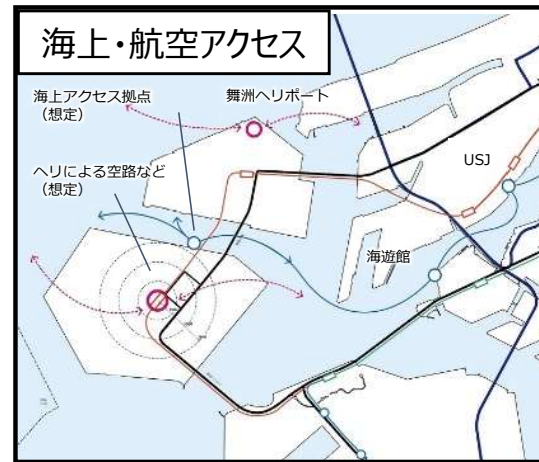 海上・航空アクセス
海上アクセス拠点
（想定）
舞洲ヘリポート
ヘリによる空路など
（想定）
USJ
海遊館